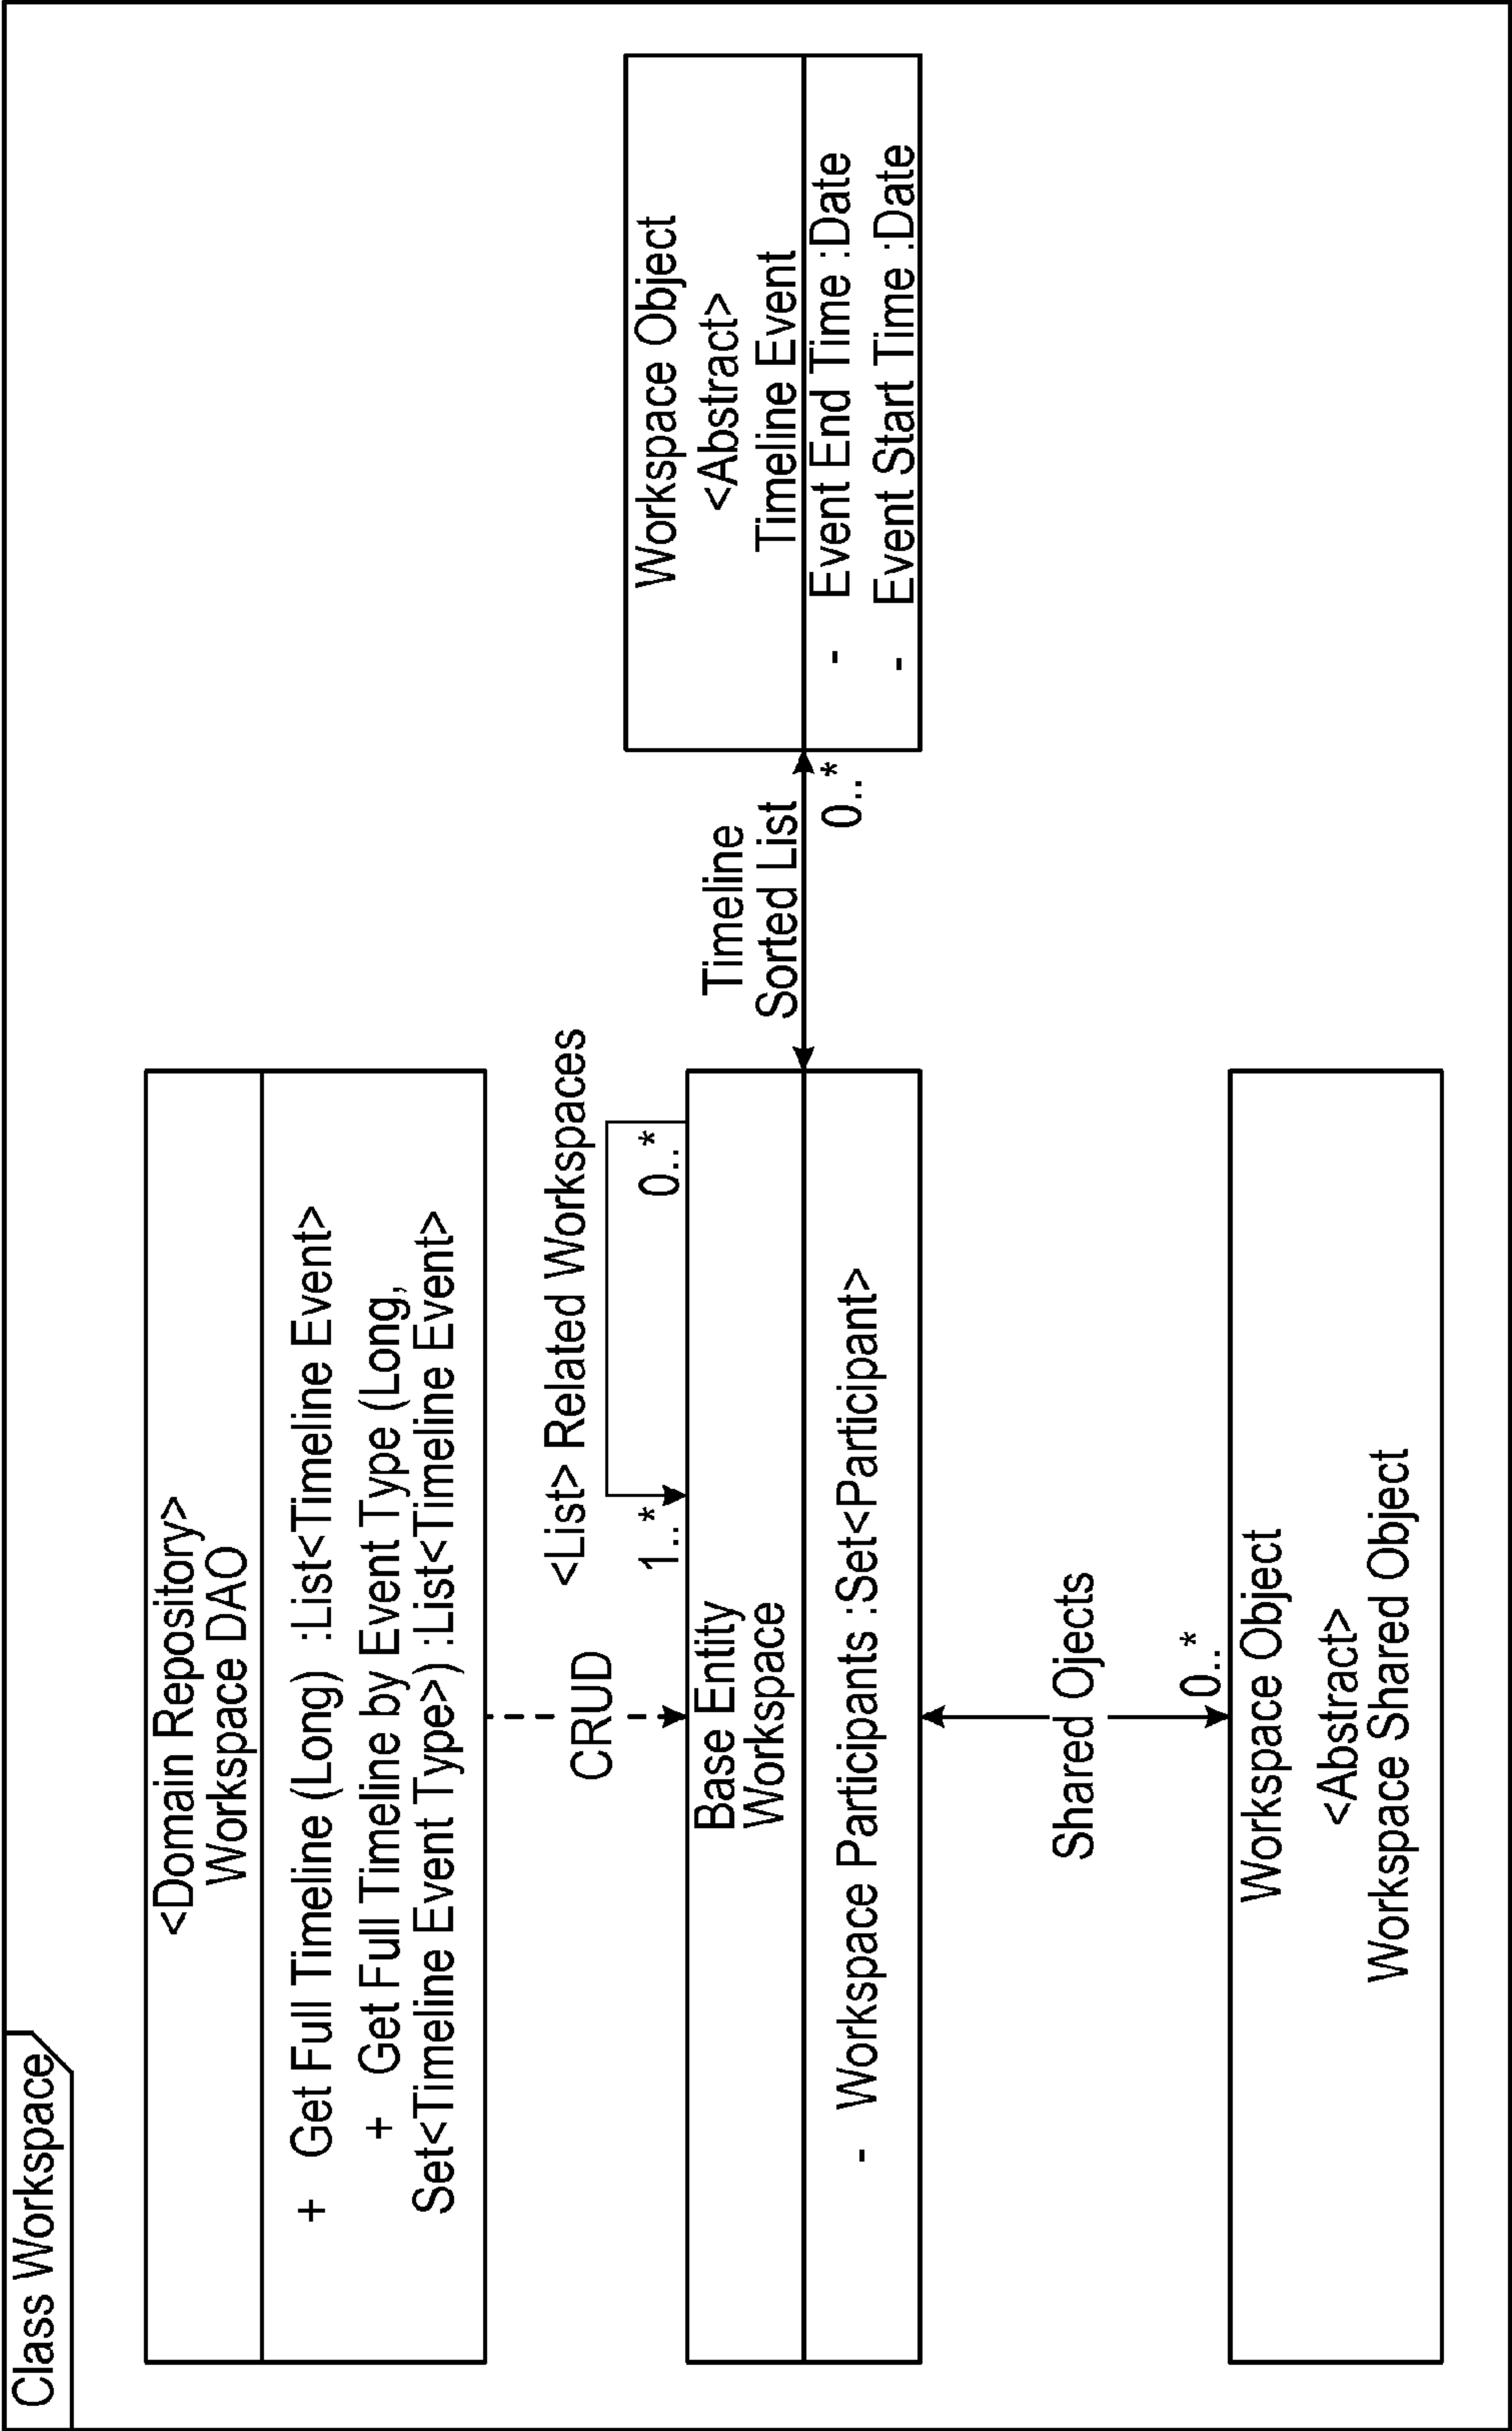 Class Workspace
<Domain Repository>
Workspace DAO
+ Get Full Timeline (Long) :List<Timeline Event>
+ Get Full Timeline by Event Type (Long,
Set<Timeline Event Type>) :List<Timeline Event>
CRUD
<List> Related Workspaces
1..*
0..*
Base Entity
Workspace
- Workspace Participants :Set<Participant>
Timeline
Sorted List
0..*
Workspace Object
<Abstract>
Timeline Event
- Event End Time :Date
- Event Start Time :Date
Shared Ojects
0..*
Workspace Object
<Abstract>
Workspace Shared Object